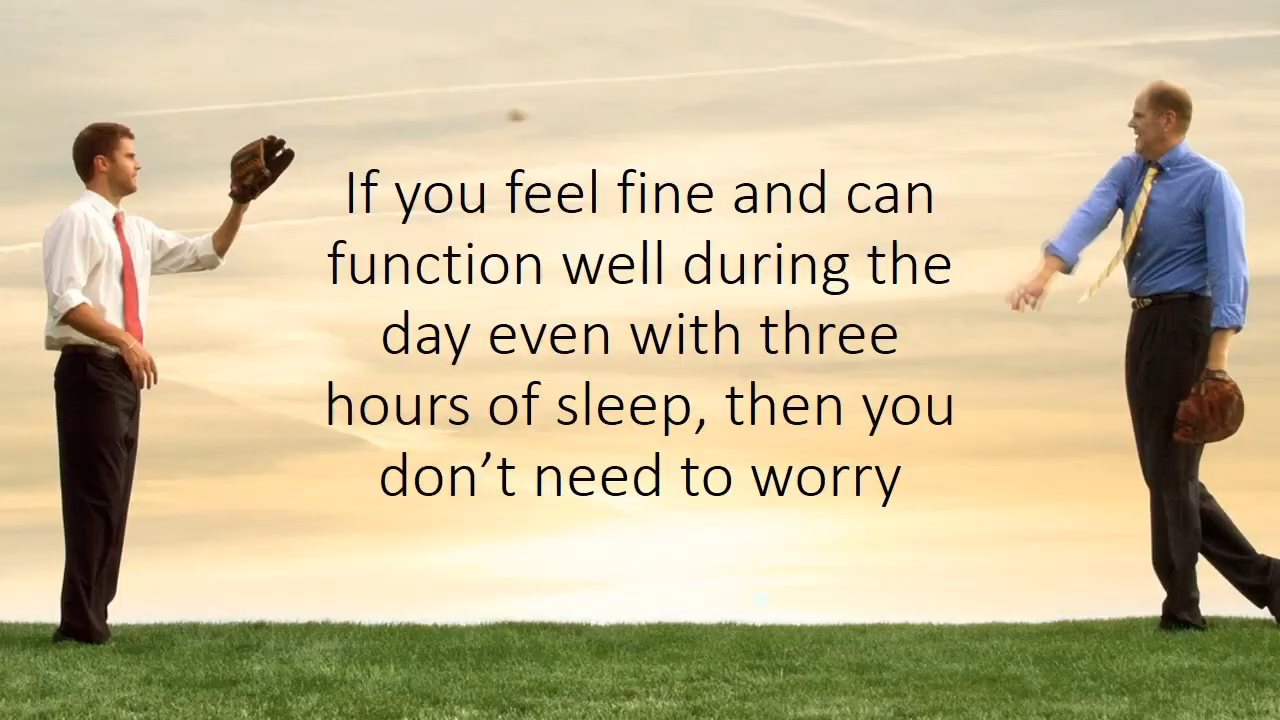 If you feel fine and can
function well during the
day even with three
hours of sleep, then you
don’t need to worry